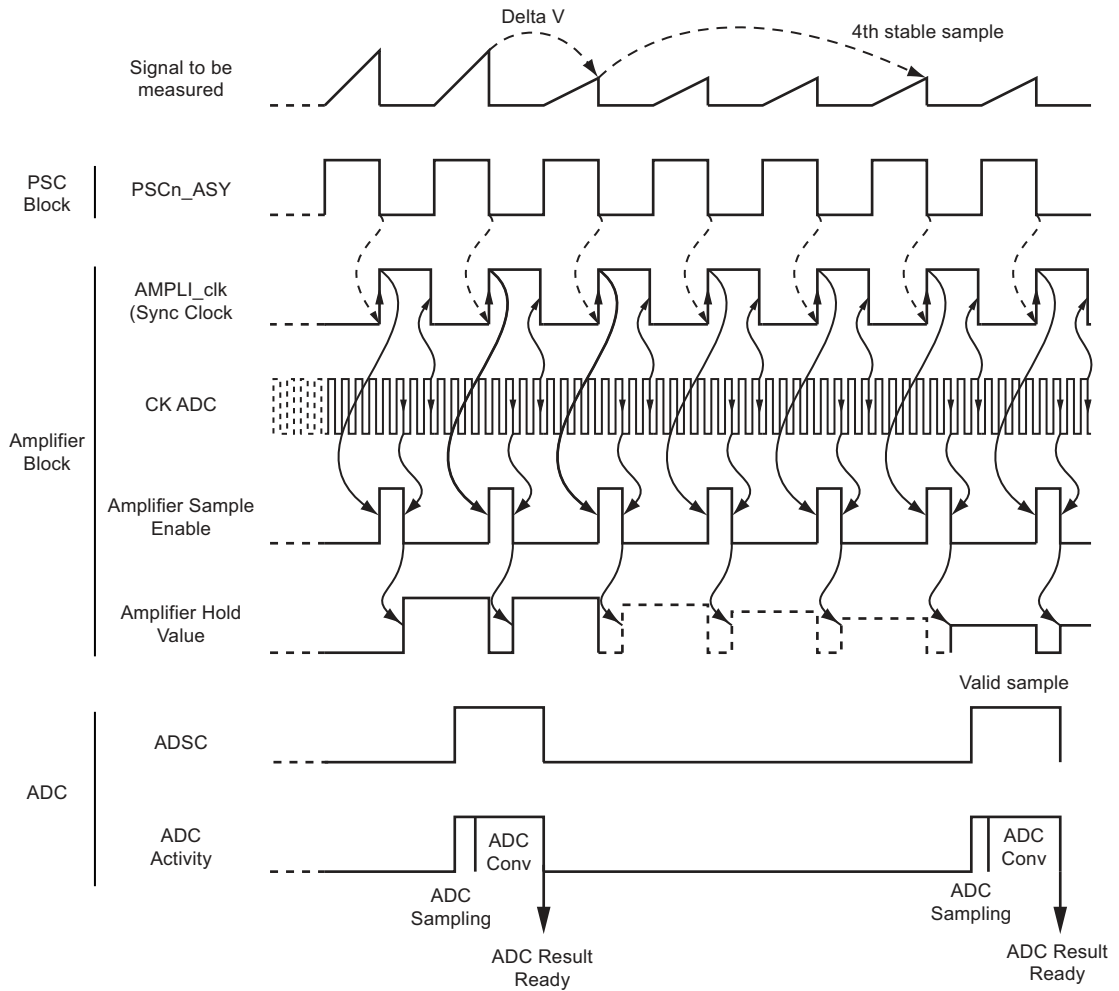 Delta V
4th stable sample
Signal to be
measured
PSC
Block
PSCn_ASY
AMPLI_clk
(Sync Clock
CK ADC
Amplifier
Block
Amplifier Sample
Enable
Amplifier Hold
Value
Valid sample
ADSC
ADC
ADC
Activity
ADC
Conv
ADC
Conv
ADC
Sampling
ADC
Sampling
ADC Result
Ready
ADC Result
Ready